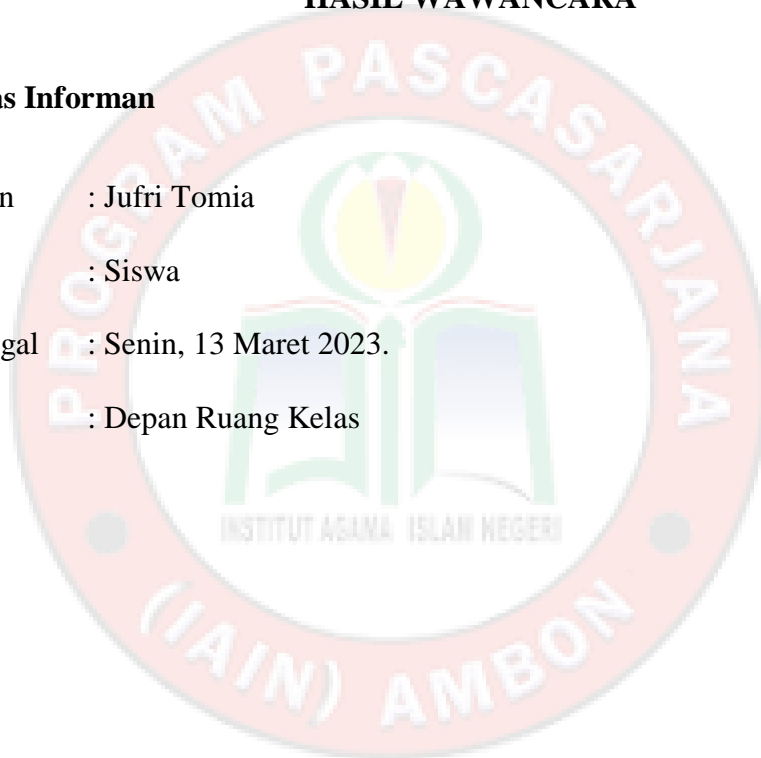 HASIL WAWANCARA
as Informan
n : Jufri Tomia
: Siswa
gal : Senin, 13 Maret 2023.
: Depan Ruang Kelas
PROGRAM PASCASARJANA
INSTITUT AGAMA ISLAM NEGERI
(IAIN) AMBON